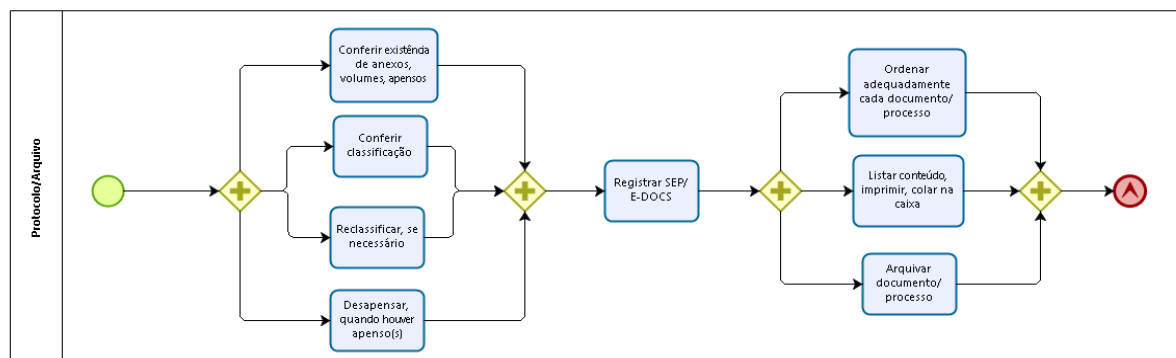 Protocolo/Arquivo
Conferir existência
de anexos,
volumes, apensos
Conferir
classificação
Reclassificar, se
necessário
Desapensar,
quando houver
apenso(s)
Registrar SEP/
E-DOCS
Ordenar
adequadamente
cada documento/
processo
Listar conteúdo,
imprimir, colar na
caixa
Arquivar
documento/
processo